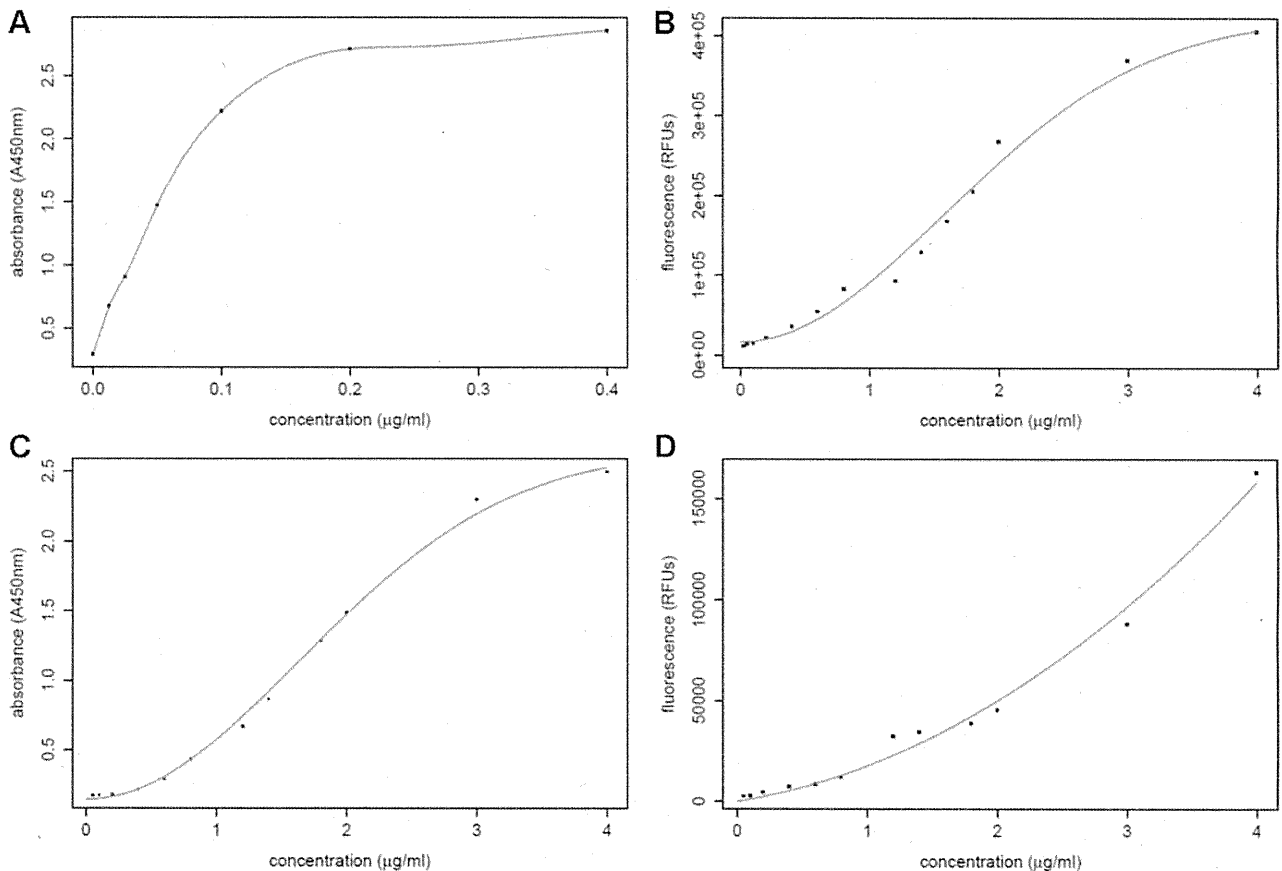 A
absorbance (A450nm)
2.5
2.0
1.5
1.0
0.5
0.0
0.1
0.2
0.3
0.4
concentration (μg/ml)
B
fluorescence (RFUs)
4e+05
3e+05
2e+05
1e+05
0e+00
0
1
2
3
4
concentration (μg/ml)
C
absorbance (A450nm)
2.5
2.0
1.5
1.0
0.5
0
1
2
3
4
concentration (μg/ml)
D
fluorescence (RFUs)
150000
100000
50000
0
0
1
2
3
4
concentration (μg/ml)